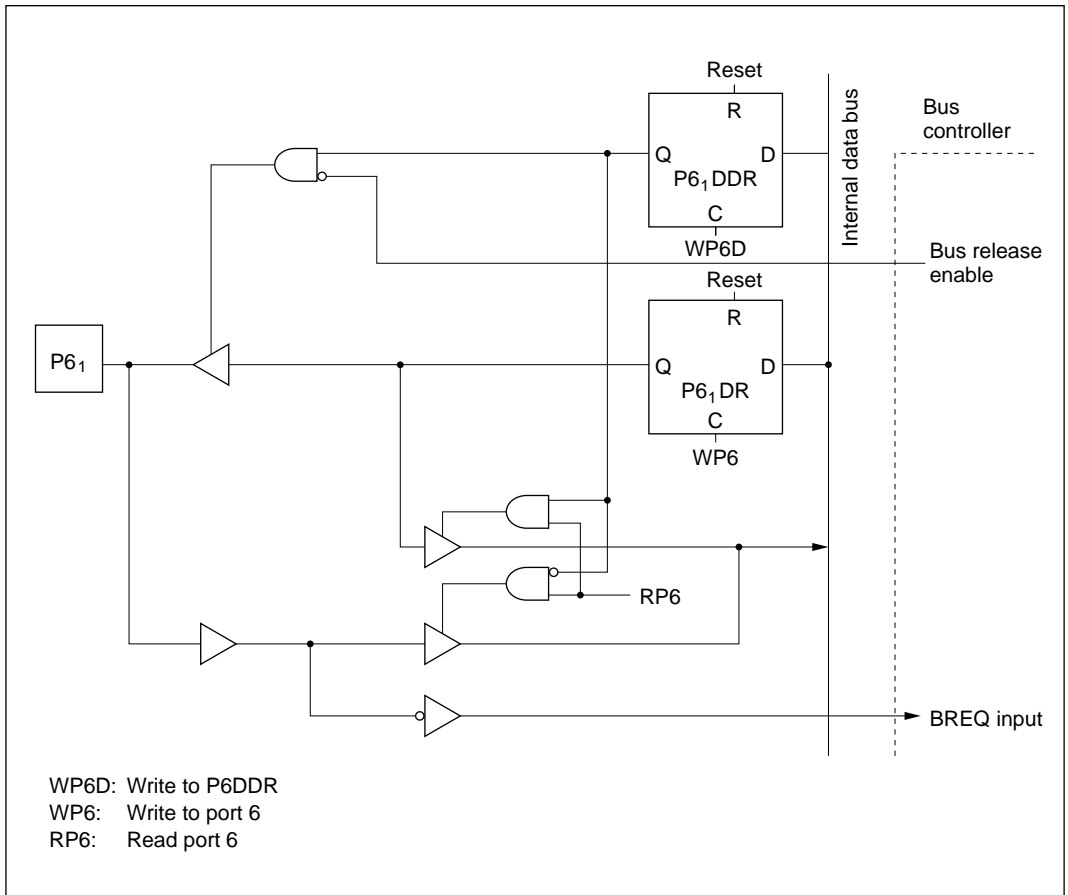 Reset
R
Q
D
P6₁DDR
C
WP6D
Internal data bus
Bus
controller
Bus release
enable
Reset
R
P6₁
Q
D
P6₁DR
C
WP6
RP6
BREQ input
WP6D: Write to P6DDR
WP6: Write to port 6
RP6: Read port 6